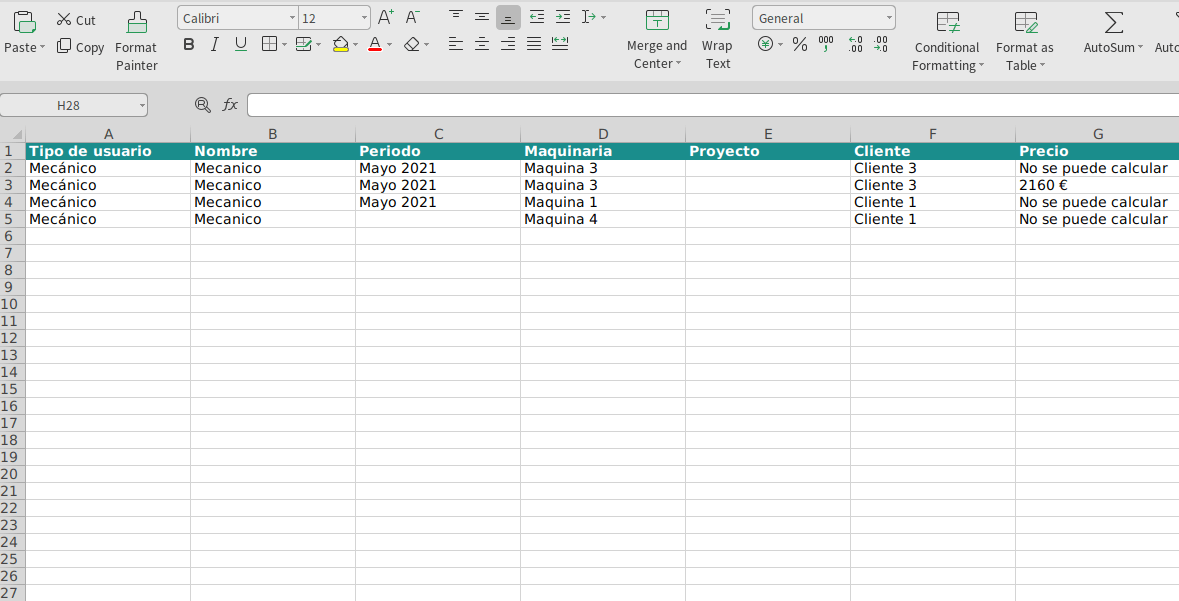 Paste
Cut
Copy
Format
Painter
Calibri
12
A+
A-
B
I
U
A
Merge and
Center
Wrap
Text
General
%
000
,
.0
.00
.00
.0
Conditional
Formatting
Format as
Table
AutoSum
H28
fx
A B C D E F G
1 Tipo de usuario Nombre Periodo Maquinaria Proyecto Cliente Precio
2 Mecánico Mecanico Mayo 2021 Maquina 3 Cliente 3 No se puede calcular
3 Mecánico Mecanico Mayo 2021 Maquina 3 Cliente 3 2160 €
4 Mecánico Mecanico Mayo 2021 Maquina 1 Cliente 1 No se puede calcular
5 Mecánico Mecanico Maquina 4 Cliente 1 No se puede calcular
6
7
8
9
10
11
12
13
14
15
16
17
18
19
20
21
22
23
24
25
26
27